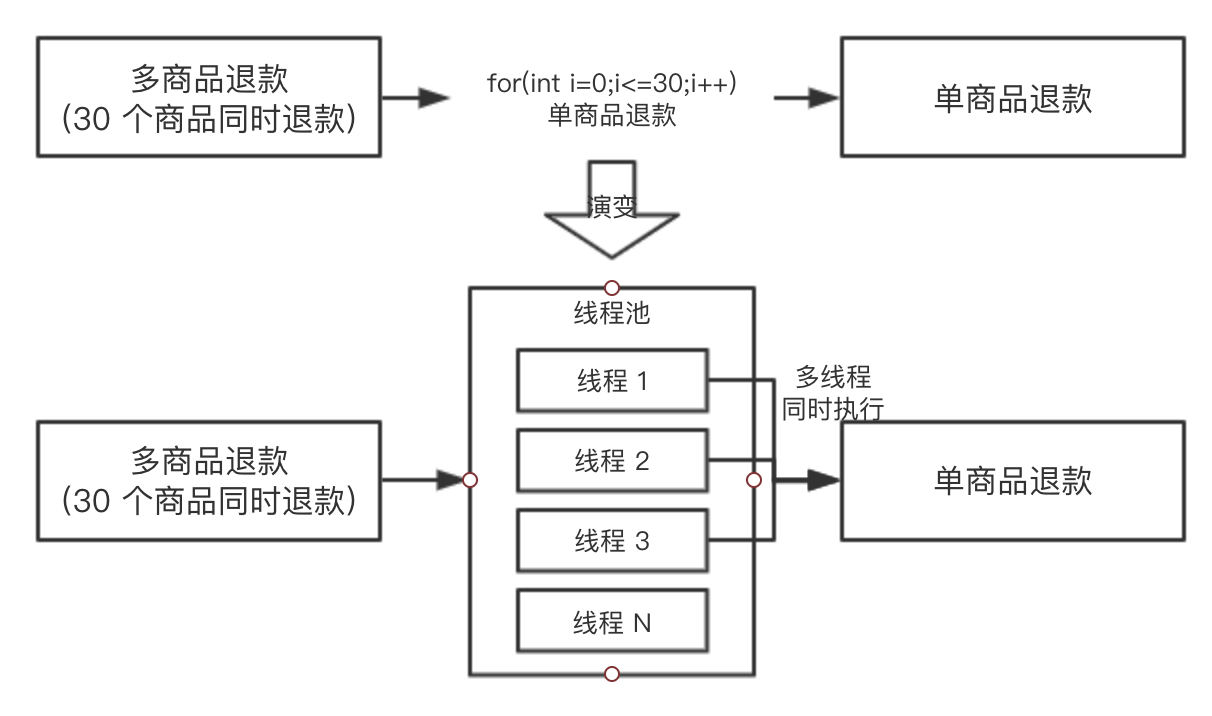 多商品退款
(30 个商品同时退款)
for(int i=0;i<=30;i++)
单商品退款
单商品退款
演变
线程池
线程 1
线程 2
线程 3
线程 N
多线程
同时执行
多商品退款
(30 个商品同时退款)
单商品退款